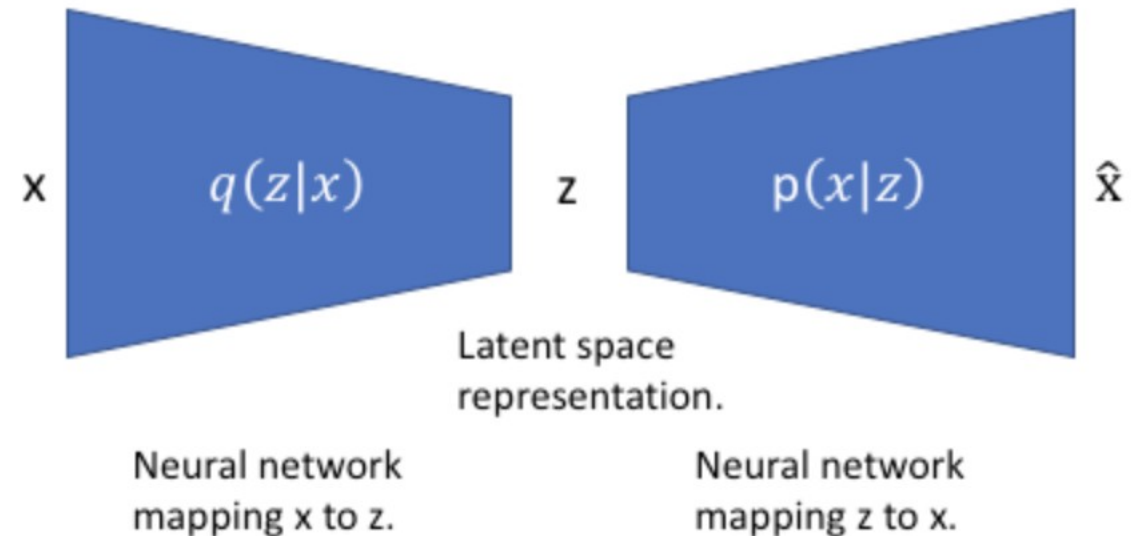 x q(z|x) z p(x|z) x̂
Latent space
representation.
Neural network
mapping x to z.
Neural network
mapping z to x.